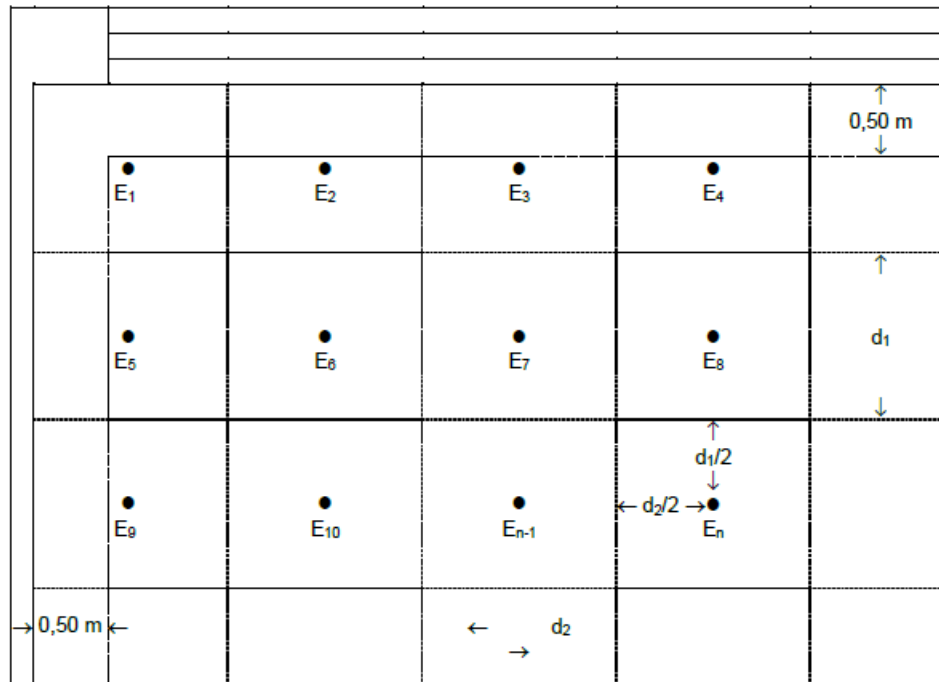 0,50 m
E₁ E₂ E₃ E₄
d₁
E₅ E₆ E₇ E₈
d₁/2
d₂/2
E₉ E₁₀ Eₙ₋₁ Eₙ
0,50 m d₂